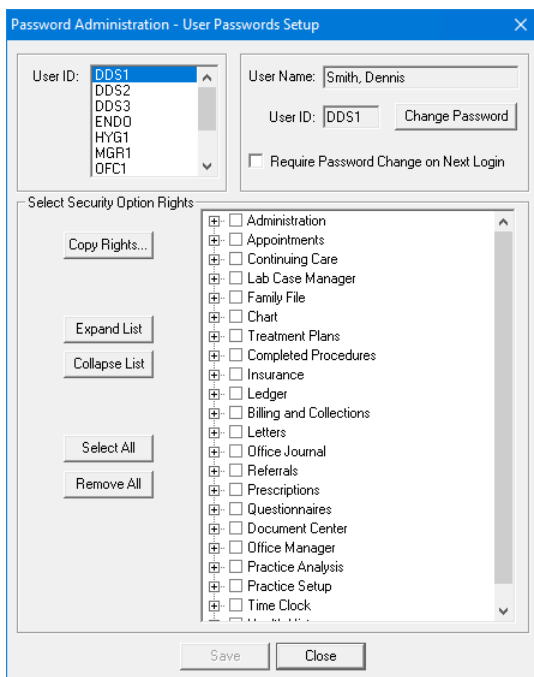 Password Administration - User Passwords Setup
User ID:
DDS1
DDS2
DDS3
ENDO
HYG1
MGR1
OFC1
User Name: Smith, Dennis
User ID: DDS1 Change Password
Require Password Change on Next Login
Select Security Option Rights
Copy Rights...
Expand List
Collapse List
Select All
Remove All
Administration
Appointments
Continuing Care
Lab Case Manager
Family File
Chart
Treatment Plans
Completed Procedures
Insurance
Ledger
Billing and Collections
Letters
Office Journal
Referrals
Prescriptions
Questionnaires
Document Center
Office Manager
Practice Analysis
Practice Setup
Time Clock
Save Close